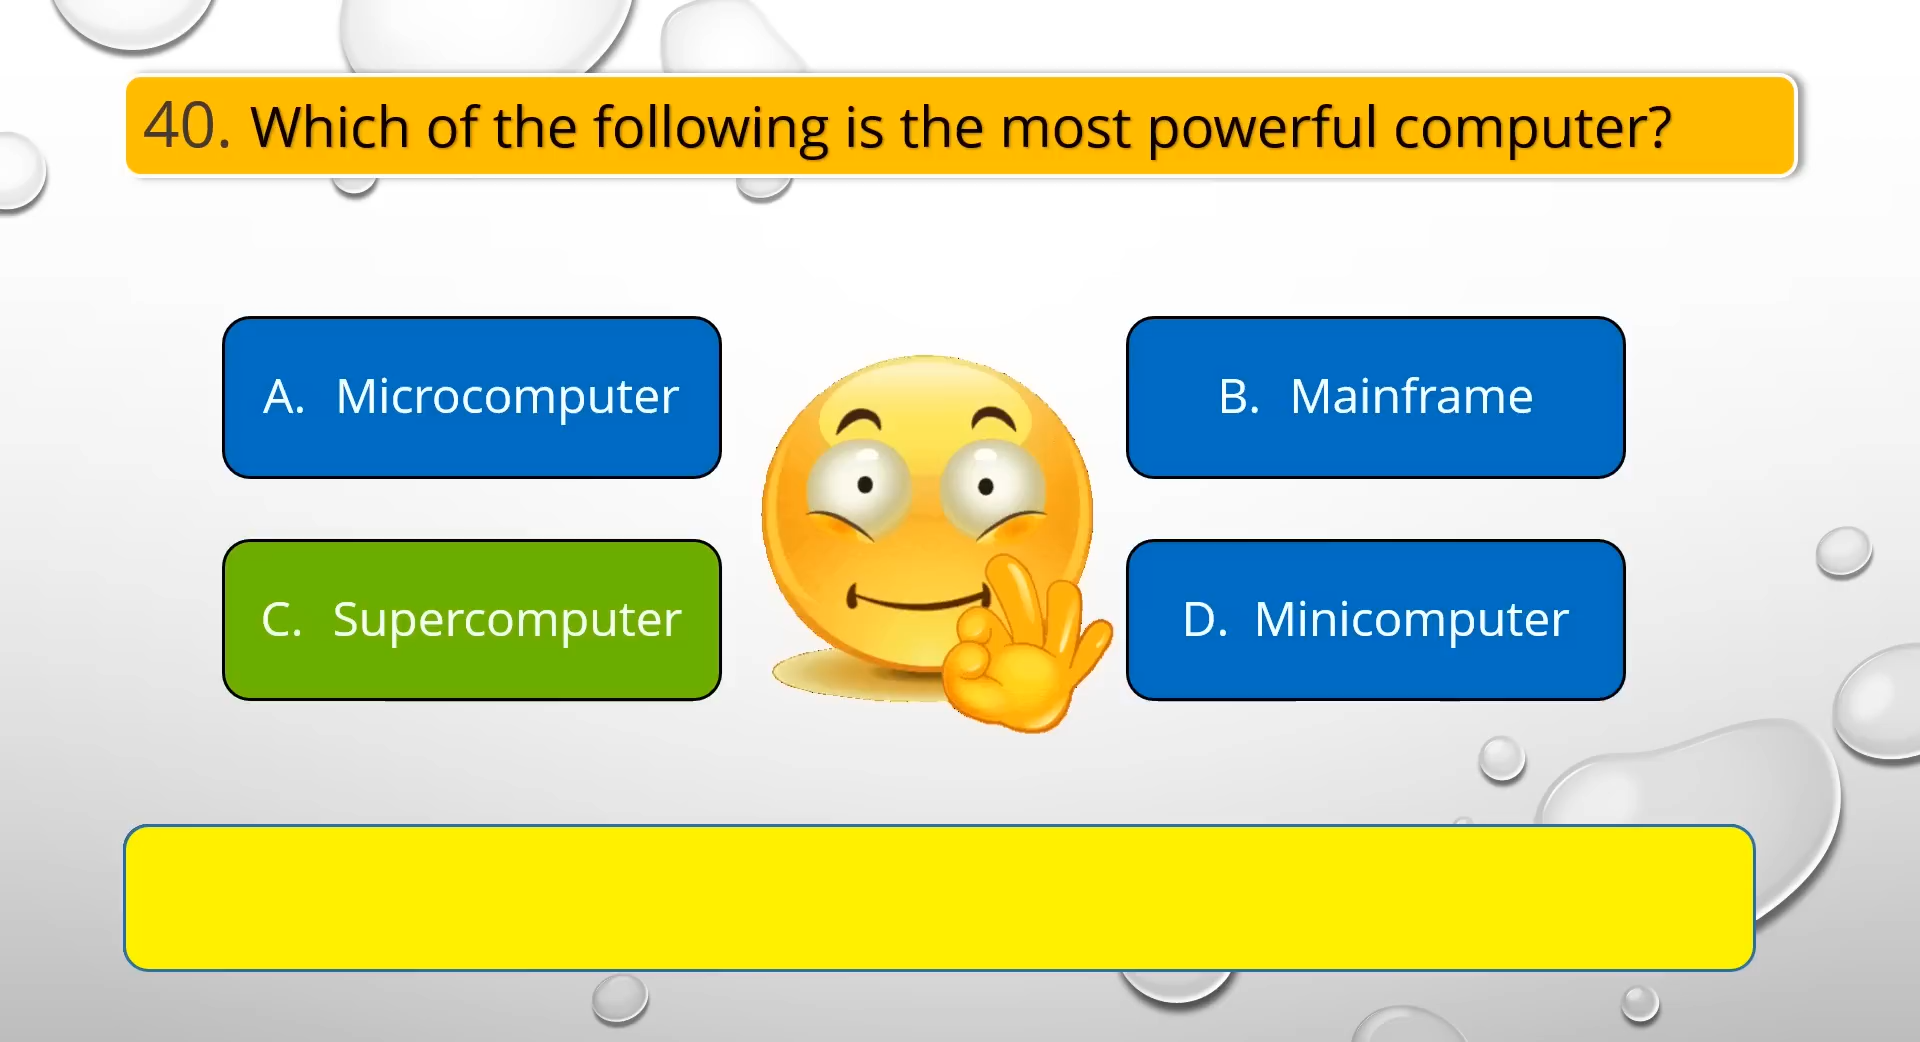 40. Which of the following is the most powerful computer?
A. Microcomputer
B. Mainframe
C. Supercomputer
D. Minicomputer